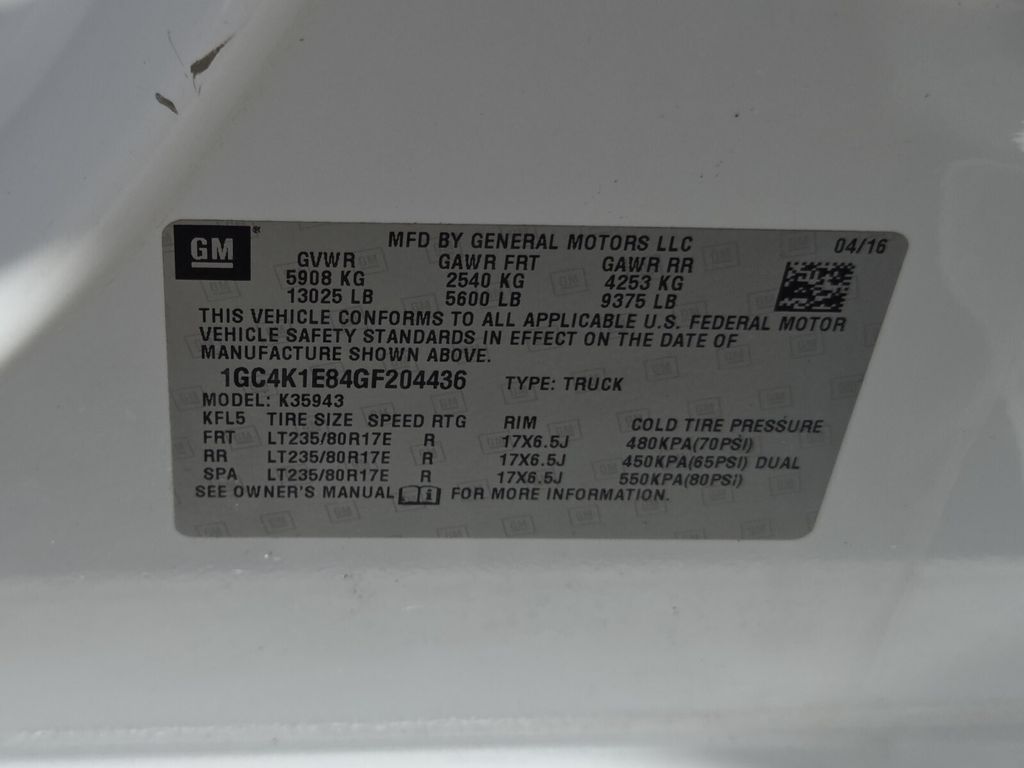 GM®
MFD BY GENERAL MOTORS LLC 04/16
GVWR GAWR FRT GAWR RR
5908 KG 2540 KG 4253 KG
13025 LB 5600 LB 9375 LB
THIS VEHICLE CONFORMS TO ALL APPLICABLE U.S. FEDERAL MOTOR
VEHICLE SAFETY STANDARDS IN EFFECT ON THE DATE OF
MANUFACTURE SHOWN ABOVE.
1GC4K1E84GF204436 TYPE: TRUCK
MODEL: K35943
KFL5 TIRE SIZE SPEED RTG RIM COLD TIRE PRESSURE
FRT LT235/80R17E R 17X6.5J 480KPA(70PSI)
RR LT235/80R17E R 17X6.5J 450KPA(65PSI) DUAL
SPA LT235/80R17E R 17X6.5J 550KPA(80PSI)
SEE OWNER'S MANUAL FOR MORE INFORMATION.